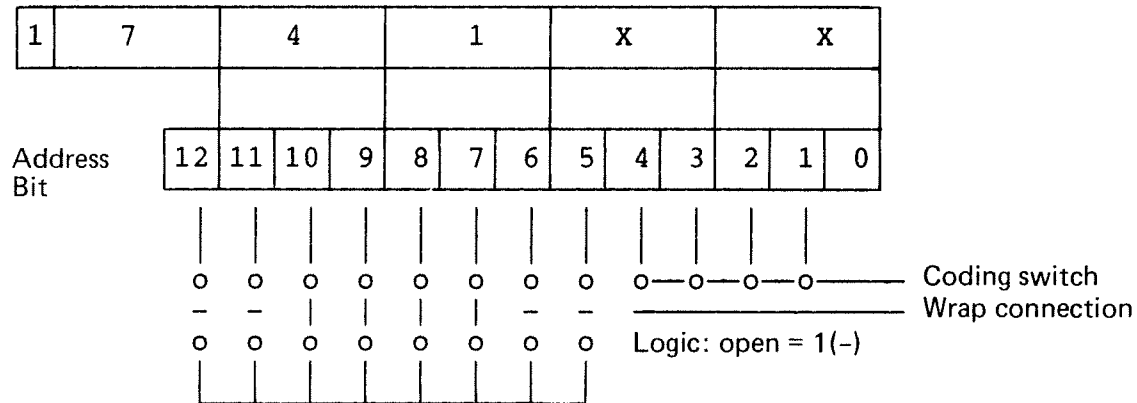 1 7 4 1 X X
Address Bit 12 11 10 9 8 7 6 5 4 3 2 1 0
o o o o o o o o o o o o Coding switch
– – | | | | – – Wrap connection
o o o o o o o o Logic: open = 1(–)